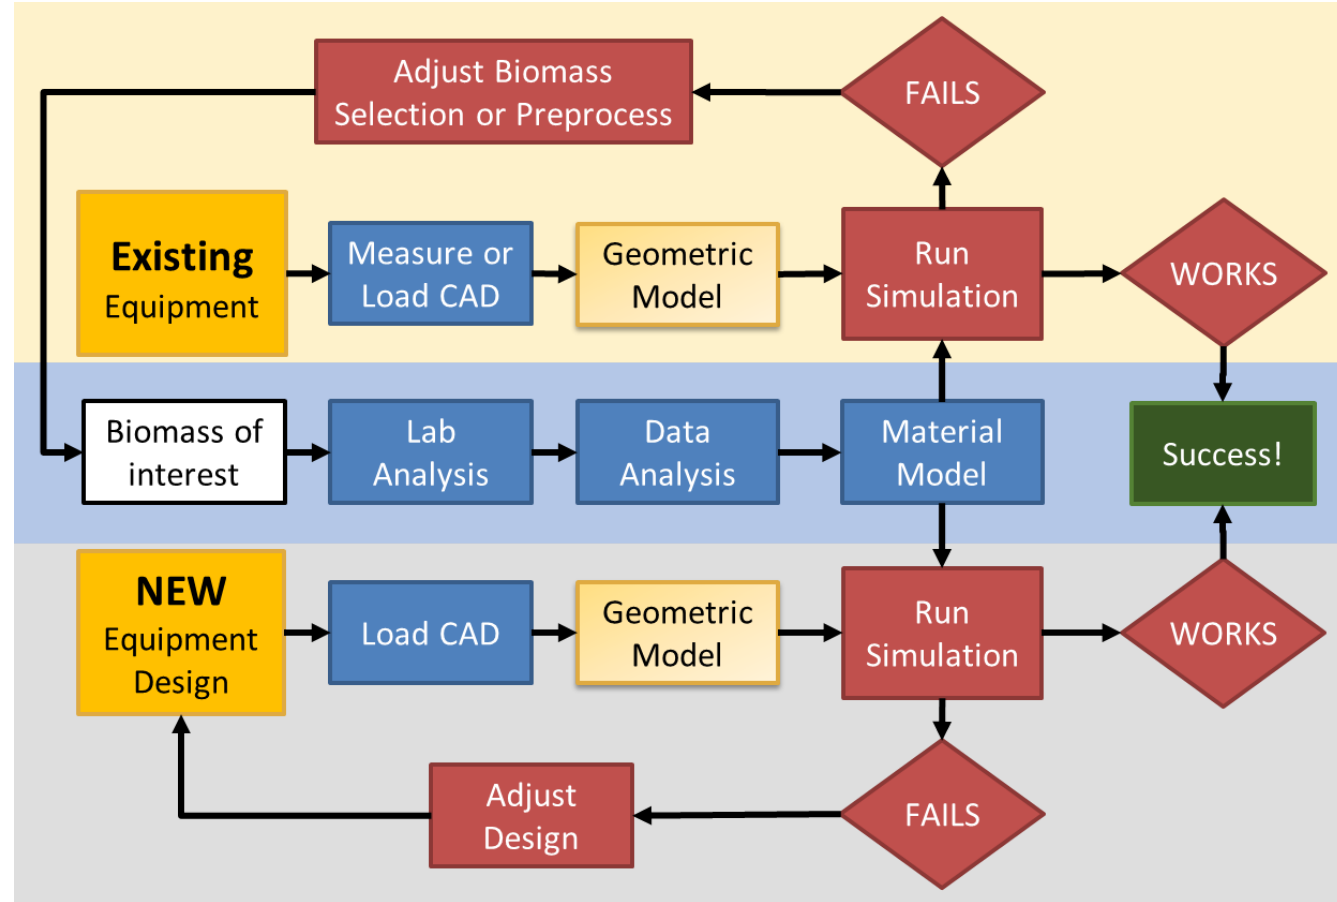 Adjust Biomass
Selection or Preprocess
FAILS
Existing
Equipment
Measure or
Load CAD
Geometric
Model
Run
Simulation
WORKS
Biomass of
interest
Lab
Analysis
Data
Analysis
Material
Model
Success!
NEW
Equipment
Design
Load CAD
Geometric
Model
Run
Simulation
WORKS
Adjust
Design
FAILS